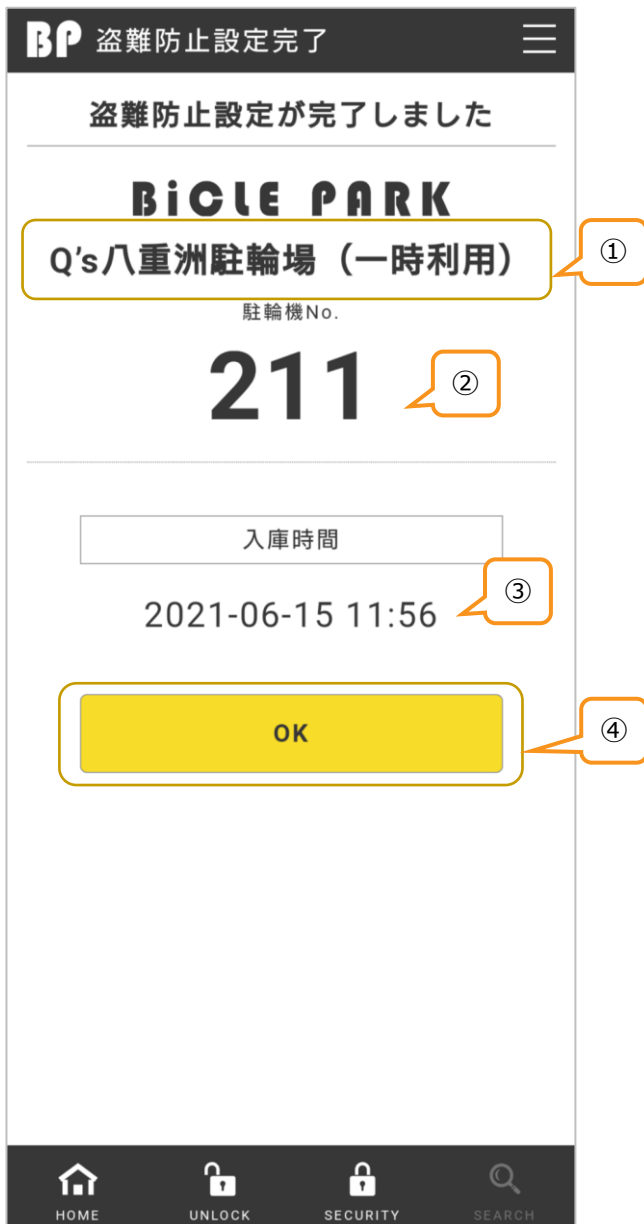 BP 盗難防止設定完了
盗難防止設定が完了しました
BiCLE PARK
Q's八重洲駐輪場（一時利用）
①
駐輪機No.
211
②
入庫時間
③
2021-06-15 11:56
OK
④
HOME UNLOCK SECURITY SEARCH